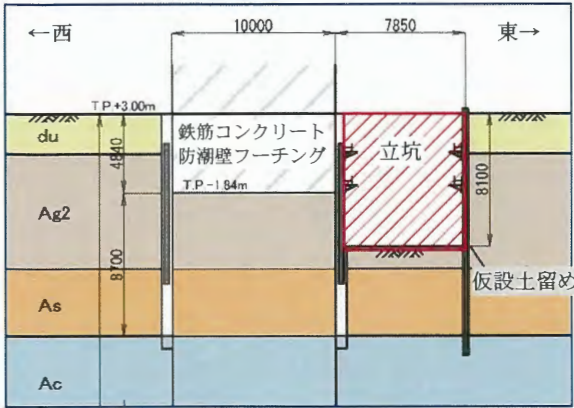 ←西
10000
7850
東→
T.P.+3.00m
du
4840
鉄筋コンクリート
防潮壁フーチング
立坑
T.P-1.84m
8100
Ag2
8700
仮設土留め
As
Ac